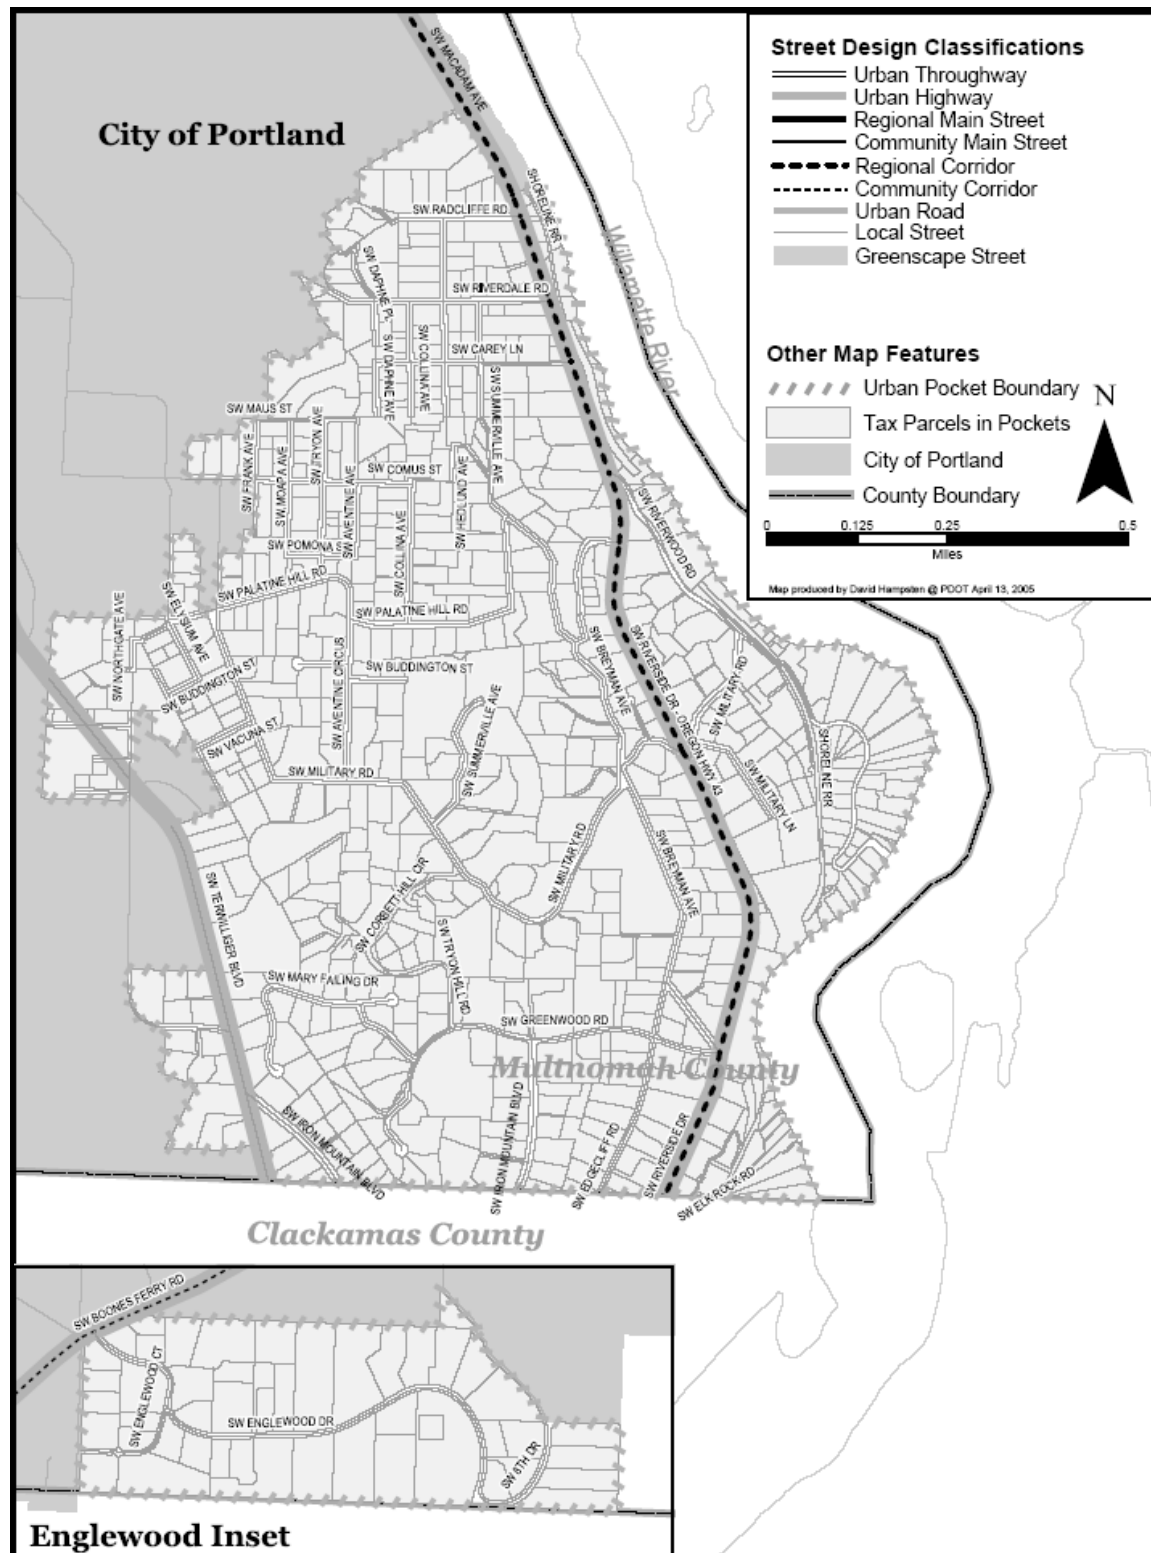 Street Design Classifications
Urban Throughway
Urban Highway
Regional Main Street
Community Main Street
Regional Corridor
Community Corridor
Urban Road
Local Street
Greenscape Street
Other Map Features
Urban Pocket Boundary
Tax Parcels in Pockets
City of Portland
County Boundary
N
0 0.125 0.25 0.5
Miles
Map produced by David Hampsten @ PDOT April 13, 2005
City of Portland
SW MACADAM AVE
SHORELINE RR
Willamette River
SW RADCLIFFE RD
SW DAPHNE PL
SW RIVERDALE RD
SW DAPHNE AVE
SW COLLINA AVE
SW CAREY LN
SW SUMMERVILLE AVE
SW MAUS ST
SW FRANK AVE
SW MOAPA AVE
SW TRYON AVE
SW AVENTINE AVE
SW COMUS ST
SW HEDLUND AVE
SW COLLINA AVE
SW POMONA S
SW RIVERWOOD RD
SW PALATINE HILL RD
SW PALATINE HILL RD
SW NORTHGATE AVE
SW ELYSIUM AVE
SW BUDDINGTON ST
SW BUDDINGTON ST
SW AVENTINE CIRCUS
SW VACUNA ST
SW BREYMAN AVE
SW RIVERSIDE DR - OREGON HWY 43
SW MILITARY RD
SW SUMMERVILLE AVE
SW MILITARY RD
SW MILITARY LN
SHORELINE RR
SW MILITARY RD
SW BREYMAN AVE
SW TERWILLIGER BLVD
SW CORBETT HILL CIR
SW TRYON HILL RD
SW MARY FAILING DR
SW GREENWOOD RD
Multnomah County
SW IRON MOUNTAIN BLVD
SW IRON MOUNTAIN BLVD
SW EDGECLIFF RD
SW RIVERSIDE DR
SW ELK ROCK RD
Clackamas County
SW BOONES FERRY RD
SW ENGLEWOOD CT
SW ENGLEWOOD DR
SW 8TH DR
Englewood Inset